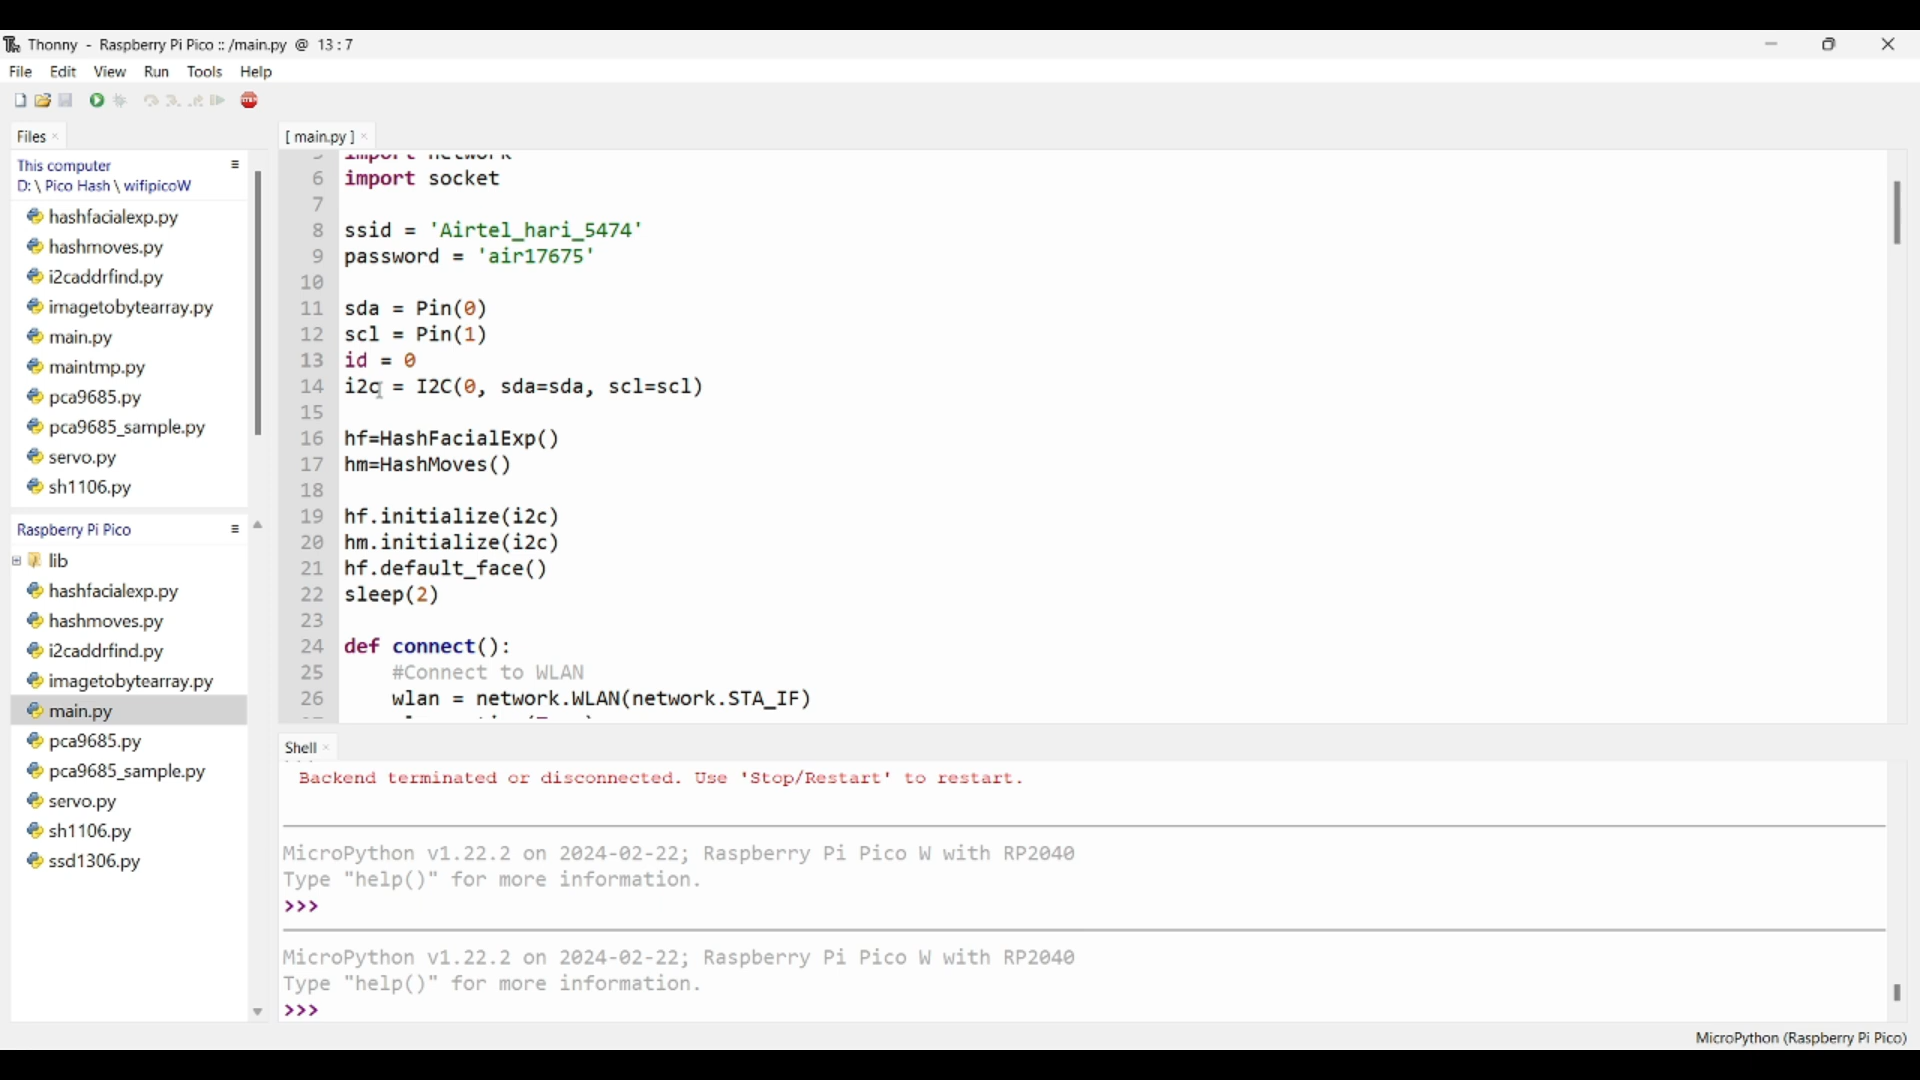 Thonny - Raspberry Pi Pico :: /main.py @ 13 : 7
File Edit View Run Tools Help
Files
[ main.py ]
This computer
D: \ Pico Hash \ wifipicoW
hashfacialexp.py
hashmoves.py
i2caddrfind.py
imagetobytearray.py
main.py
maintmp.py
pca9685.py
pca9685_sample.py
servo.py
sh1106.py
Raspberry Pi Pico
lib
hashfacialexp.py
hashmoves.py
i2caddrfind.py
imagetobytearray.py
main.py
pca9685.py
pca9685_sample.py
servo.py
sh1106.py
ssd1306.py
5 import network
6 import socket
7
8 ssid = 'Airtel_hari_5474'
9 password = 'air17675'
10
11 sda = Pin(0)
12 scl = Pin(1)
13 id = 0
14 i2c = I2C(0, sda=sda, scl=scl)
15
16 hf=HashFacialExp()
17 hm=HashMoves()
18
19 hf.initialize(i2c)
20 hm.initialize(i2c)
21 hf.default_face()
22 sleep(2)
23
24 def connect():
25 #Connect to WLAN
26 wlan = network.WLAN(network.STA_IF)
Shell
Backend terminated or disconnected. Use 'Stop/Restart' to restart.
MicroPython v1.22.2 on 2024-02-22; Raspberry Pi Pico W with RP2040
Type "help()" for more information.
>>>
MicroPython v1.22.2 on 2024-02-22; Raspberry Pi Pico W with RP2040
Type "help()" for more information.
>>>
MicroPython (Raspberry Pi Pico)